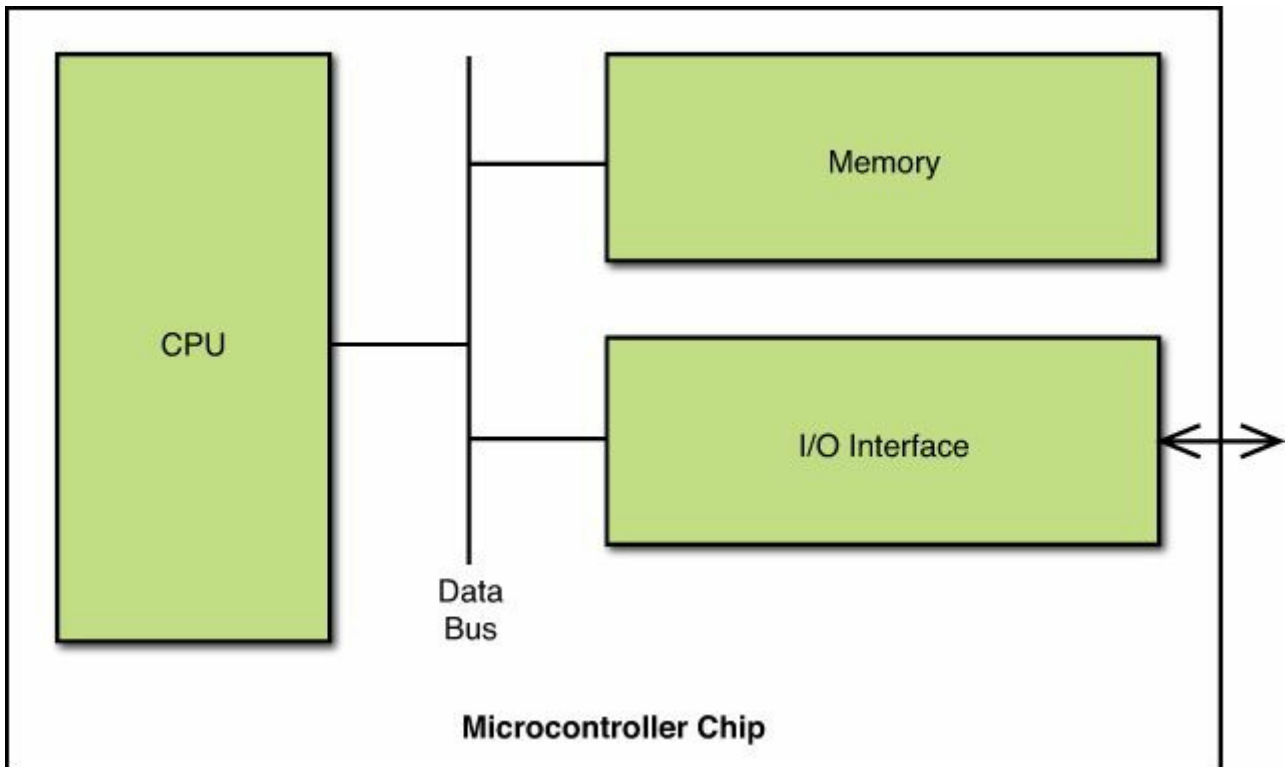 CPU
Memory
I/O Interface
Data
Bus
Microcontroller Chip